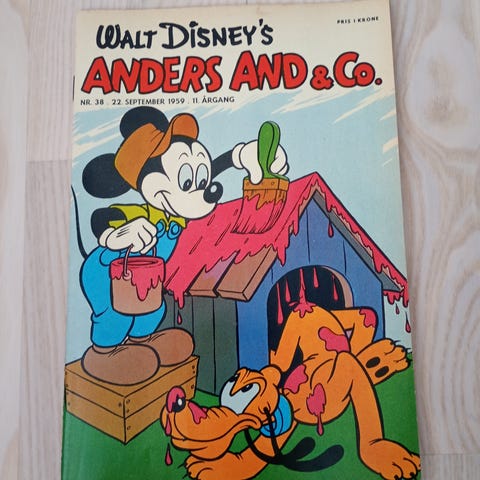 PRIS 1 KRONE
WALT DISNEY'S
ANDERS AND & Co.
NR. 38 . 22. SEPTEMBER 1959 . 11. ÅRGANG